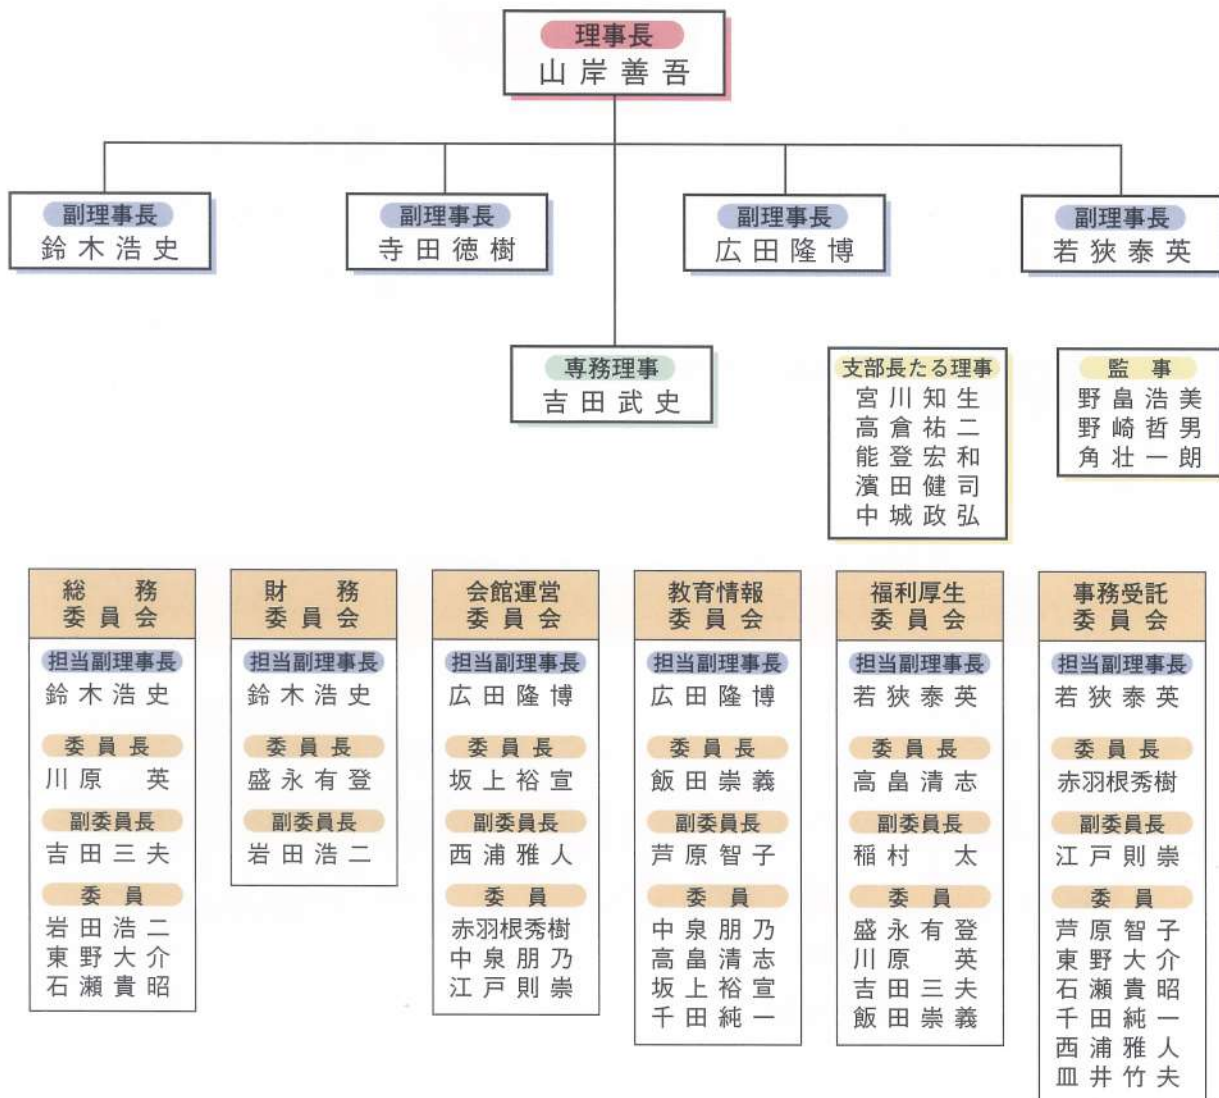 理事長
山岸善吾
副理事長
鈴木浩史
副理事長
寺田徳樹
副理事長
広田隆博
副理事長
若狹泰英
専務理事
吉田武史
支部長たる理事
宮川知生
高倉祐二
能登宏和
濱田健司
中城政弘
監事
野畠浩美
野崎哲男
角壮一朗
総務
委員会
担当副理事長
鈴木浩史
委員長
川原 英
副委員長
吉田三夫
委員
岩田浩二
東野大介
石瀬貴昭
財務
委員会
担当副理事長
鈴木浩史
委員長
盛永有登
副委員長
岩田浩二
会館運営
委員会
担当副理事長
広田隆博
委員長
坂上裕宣
副委員長
西浦雅人
委員
赤羽根秀樹
中泉朋乃
江戸則崇
教育情報
委員会
担当副理事長
広田隆博
委員長
飯田崇義
副委員長
芦原智子
委員
中泉朋乃
高畠清志
坂上裕宣
千田純一
福利厚生
委員会
担当副理事長
若狹泰英
委員長
高畠清志
副委員長
稲村 太
委員
盛永有登
川原 英
吉田三夫
飯田崇義
事務受託
委員会
担当副理事長
若狹泰英
委員長
赤羽根秀樹
副委員長
江戸則崇
委員
芦原智子
東野大介
石瀬貴昭
千田純一
西浦雅人
皿井竹夫